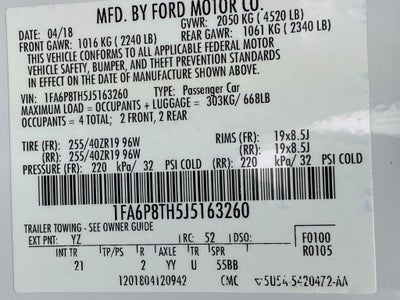 MFD. BY FORD MOTOR CO.
DATE: 04/18 GVWR: 2050 KG (4520 LB)
FRONT GAWR: 1016 KG (2240 LB) REAR GAWR: 1061 KG (2340 LB)
THIS VEHICLE CONFORMS TO ALL APPLICABLE FEDERAL MOTOR
VEHICLE SAFETY, BUMPER, AND THEFT PREVENTION STANDARDS
IN EFFECT ON THE DATE OF MANUFACTURE SHOWN ABOVE.
VIN: 1FA6P8TH5J5163260 TYPE: Passenger Car
MAXIMUM LOAD = OCCUPANTS + LUGGAGE = 303KG/668LB
OCCUPANTS = 4 TOTAL; 2 FRONT, 2 REAR
TIRE (FR): 255/40ZR19 96W RIMS (FR): 19x8.5J
TIRE (RR): 255/40ZR19 96W (RR): 19x8.5J
PRESSURE (FR): 220 kPa/ 32 PSI COLD (RR): 220 kPa/ 32 PSI COLD
1FA6P8TH5J5163260
TRAILER TOWING - SEE OWNER GUIDE
EXT PNT: YZ RC: 52 DSO: F0100
INT TR TP/PS R AXLE TR SPR R0105
21 2 YY U 55BB
1201804120942 CMC 5U5A-5420472-AA